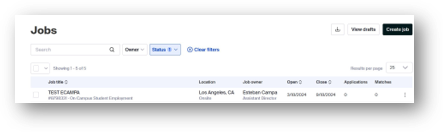 Jobs
View drafts
Create job
Search
Owner
Status 1
Clear filters
Showing 1 - 5 of 5
Results per page 25
Job title Location Job owner Open Close Applications Matches
TEST ECAMPA Los Angeles, CA Esteban Campa 0 0
On-Campus Student Employment Onsite Assistant Director